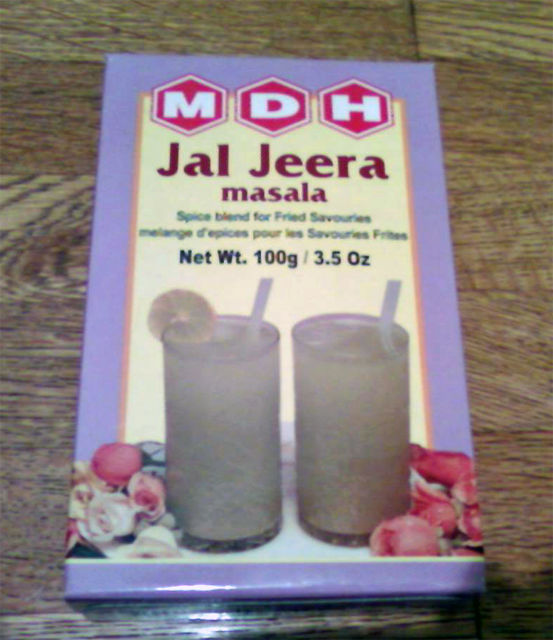 MDH
Jal Jeera
masala
Spice blend for Fried Savouries
melange d'epices pour les Savouries Frites
Net Wt. 100g / 3.5 Oz